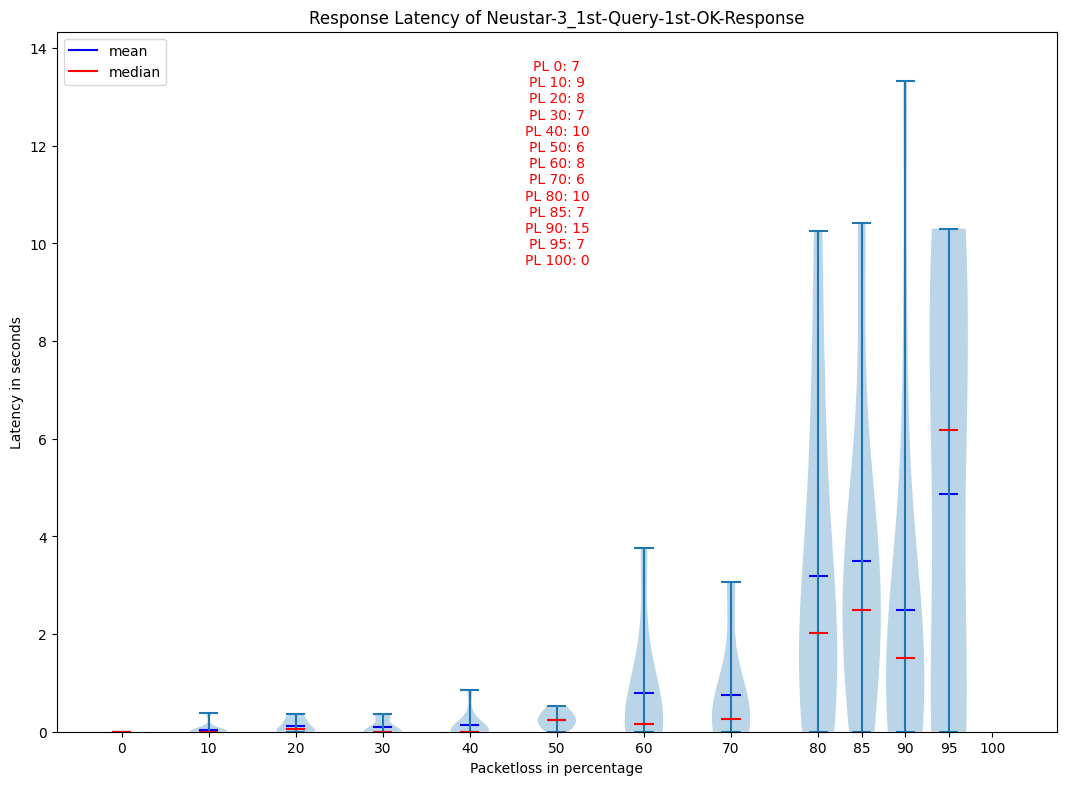 Response Latency of Neustar-3_1st-Query-1st-OK-Response
mean
median
PL 0: 7
PL 10: 9
PL 20: 8
PL 30: 7
PL 40: 10
PL 50: 6
PL 60: 8
PL 70: 6
PL 80: 10
PL 85: 7
PL 90: 15
PL 95: 7
PL 100: 0
Latency in seconds
14
12
10
8
6
4
2
0
0 10 20 30 40 50 60 70 80 85 90 95 100
Packetloss in percentage